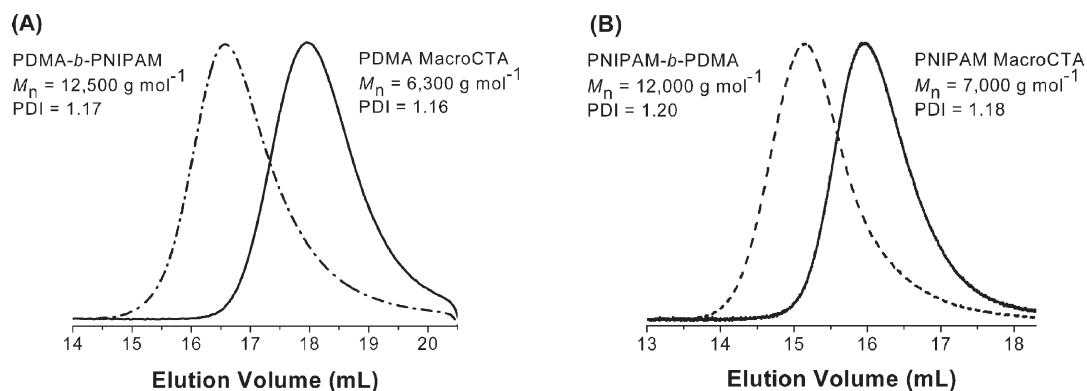 (A)
PDMA-b-PNIPAM
Mn = 12,500 g mol⁻¹
PDI = 1.17
PDMA MacroCTA
Mn = 6,300 g mol⁻¹
PDI = 1.16
14 15 16 17 18 19 20
Elution Volume (mL)
(B)
PNIPAM-b-PDMA
Mn = 12,000 g mol⁻¹
PDI = 1.20
PNIPAM MacroCTA
Mn = 7,000 g mol⁻¹
PDI = 1.18
13 14 15 16 17 18
Elution Volume (mL)